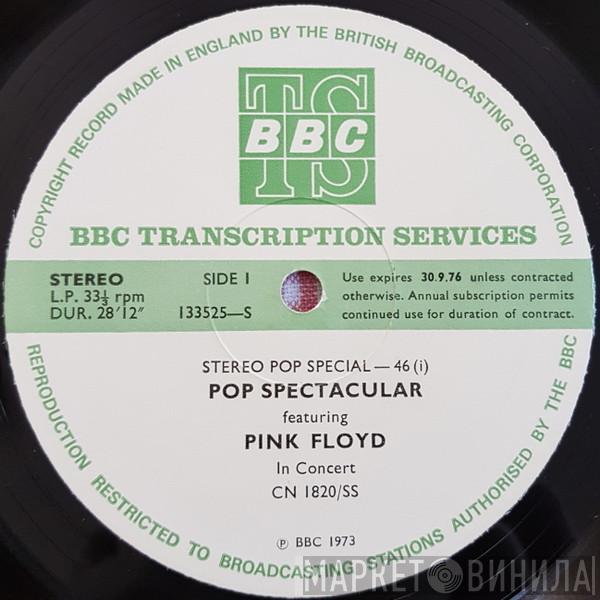 COPYRIGHT RECORD MADE IN ENGLAND BY THE BRITISH BROADCASTING CORPORATION
TS
BBC
BBC TRANSCRIPTION SERVICES
STEREO
L.P. 33⅓ rpm
DUR. 28'12"
SIDE 1
133525—S
Use expires 30.9.76 unless contracted
otherwise. Annual subscription permits
continued use for duration of contract.
STEREO POP SPECIAL — 46 (i)
POP SPECTACULAR
featuring
PINK FLOYD
In Concert
CN 1820/SS
℗ BBC 1973
REPRODUCTION RESTRICTED TO BROADCASTING STATIONS AUTHORISED BY THE BBC
МАРКЕТ ВИНИЛА